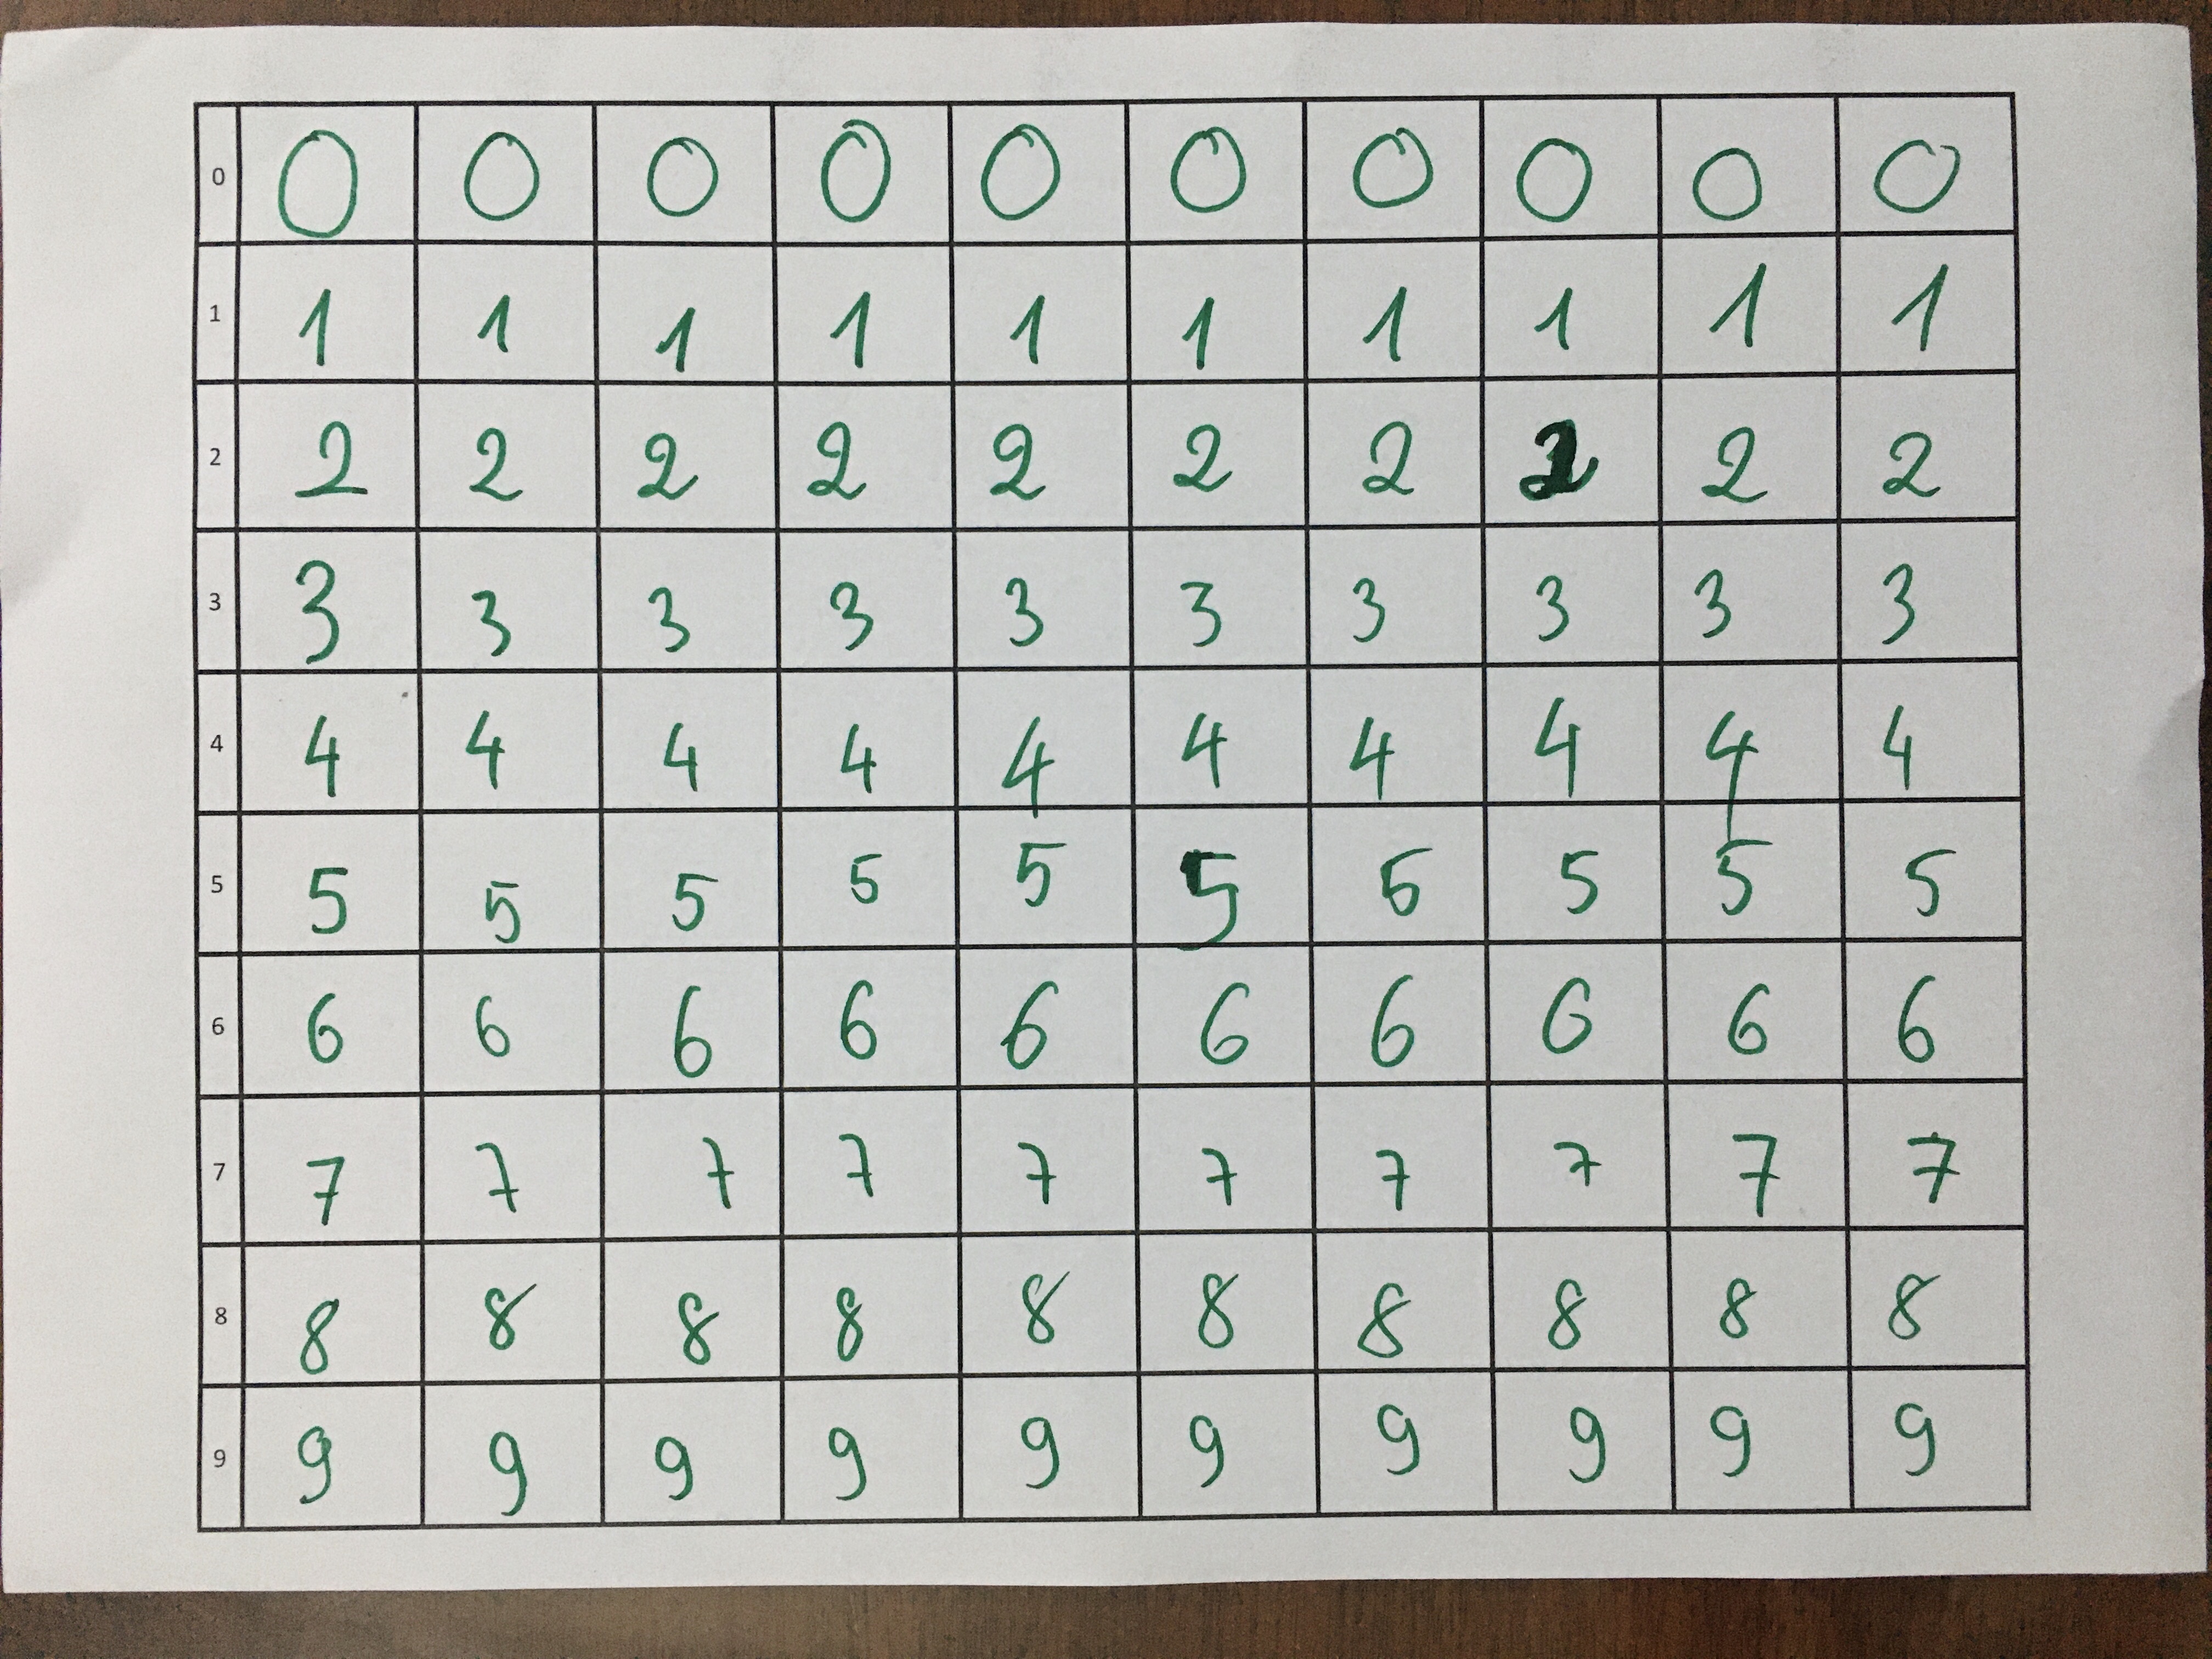 0 0 0 0 0 0 0 0 0 0 0
1 1 1 1 1 1 1 1 1 1 1
2 2 2 2 2 2 2 2 2 2 2
3 3 3 3 3 3 3 3 3 3 3
4 4 4 4 4 4 4 4 4 4 4
5 5 5 5 5 5 5 5 5 5 5
6 6 6 6 6 6 6 6 6 6 6
7 7 7 7 7 7 7 7 7 7 7
8 8 8 8 8 8 8 8 8 8 8
9 9 9 9 9 9 9 9 9 9 9